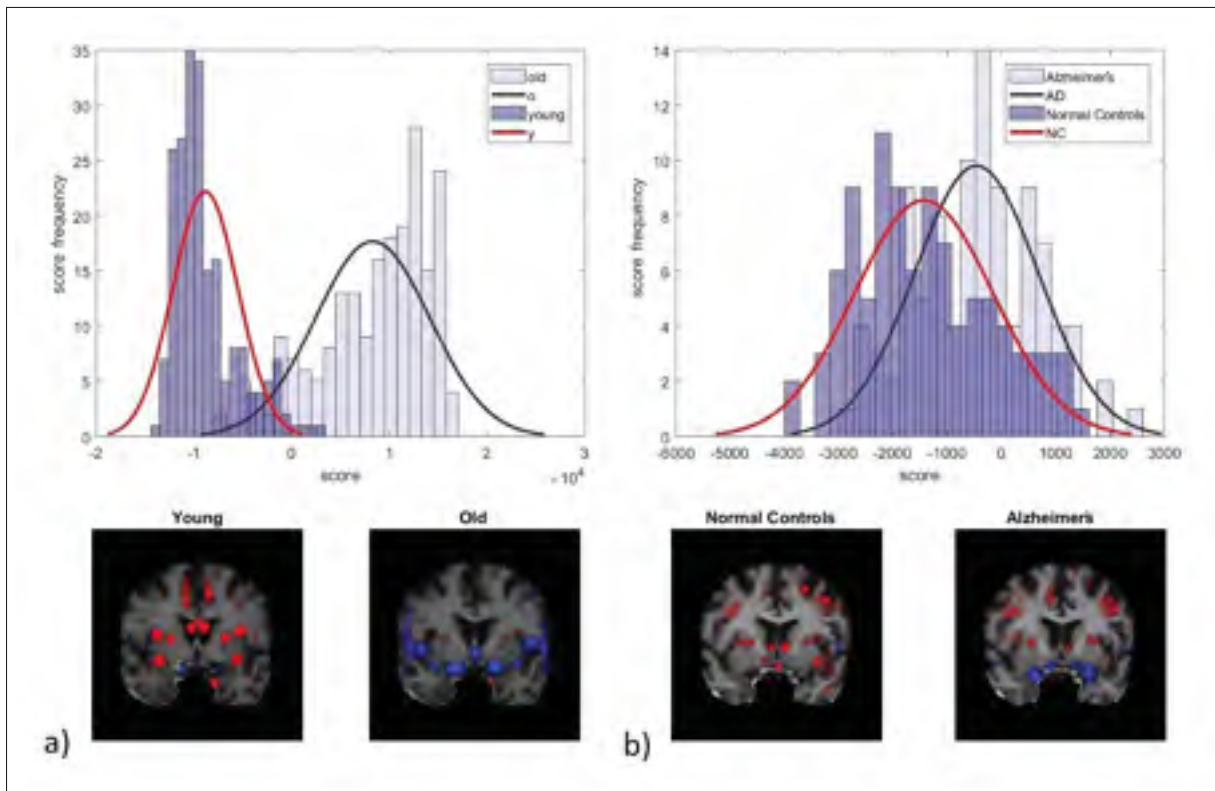 35
30
25
20
15
10
5
0
score frequency
old
o
young
y
-2 -1 0 1 2 3
score
· 10⁴
14
12
10
8
6
4
2
0
score frequency
Alzheimer's
AD
Normal Controls
NC
-4000 -3000 -2000 -1000 0 1000 2000 3000
score
Young
Old
Normal Controls
Alzheimer's
a)
b)